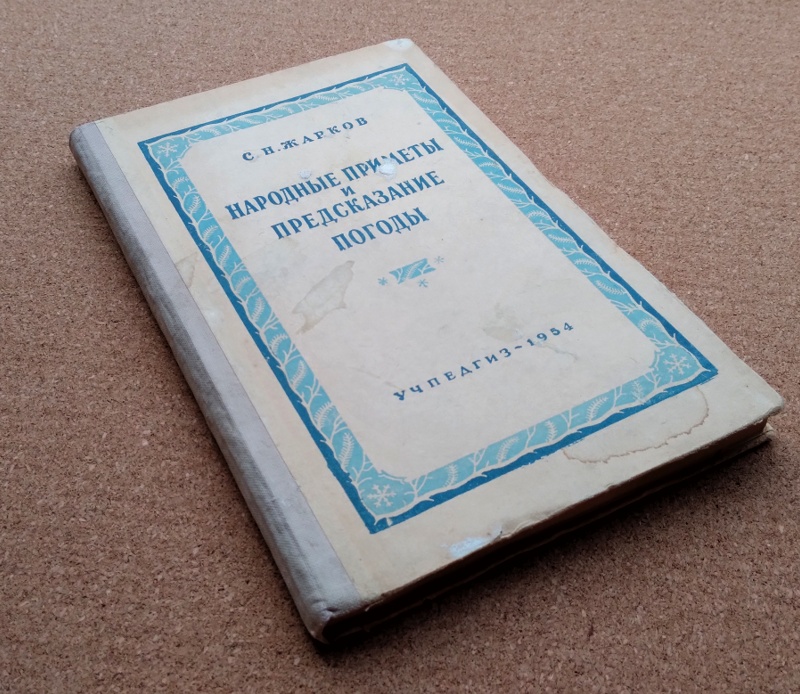 С. Н. ЖАРКОВ
НАРОДНЫЕ ПРИМЕТЫ
И
ПРЕДСКАЗАНИЕ
ПОГОДЫ
УЧПЕДГИЗ~1954